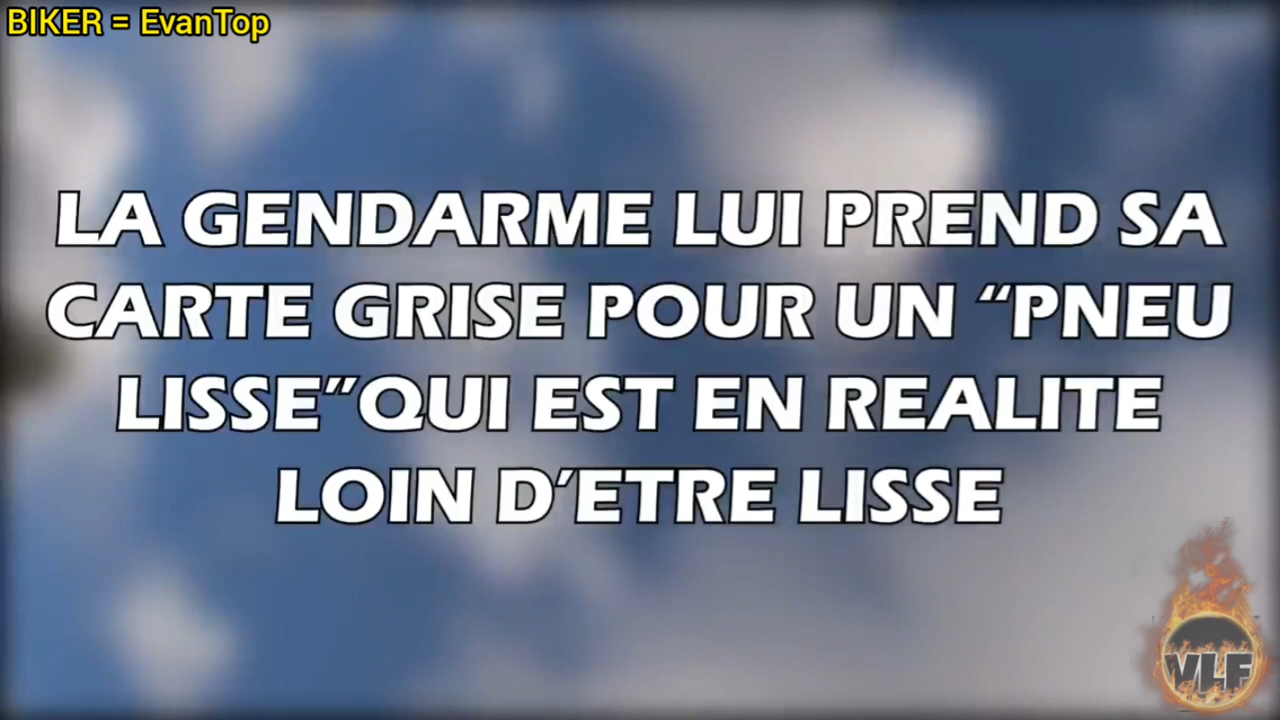 BIKER = EvanTop
LA GENDARME LUI PREND SA
CARTE GRISE POUR UN “PNEU
LISSE”QUI EST EN REALITE
LOIN D’ETRE LISSE
VLF